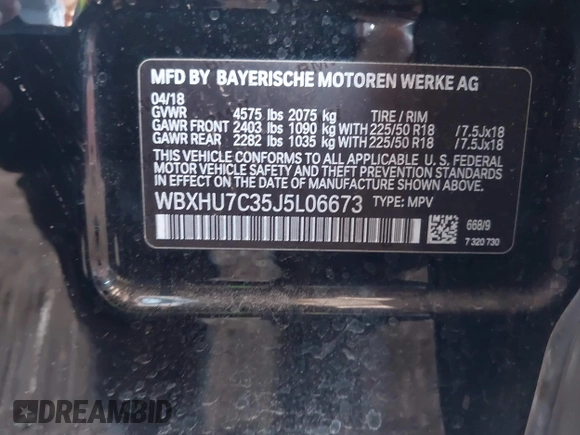 MFD BY BAYERISCHE MOTOREN WERKE AG
04/18
GVWR 4575 lbs 2075 kg TIRE / RIM
GAWR FRONT 2403 lbs 1090 kg WITH 225/50 R18 /7.5Jx18
GAWR REAR 2282 lbs 1035 kg WITH 225/50 R18 /7.5Jx18
THIS VEHICLE CONFORMS TO ALL APPLICABLE U. S. FEDERAL
MOTOR VEHICLE SAFETY AND THEFT PREVENTION STANDARDS
IN EFFECT ON THE DATE OF MANUFACTURE SHOWN ABOVE.
WBXHU7C35J5L06673 TYPE: MPV
668/9
7 320 730
DREAMBID